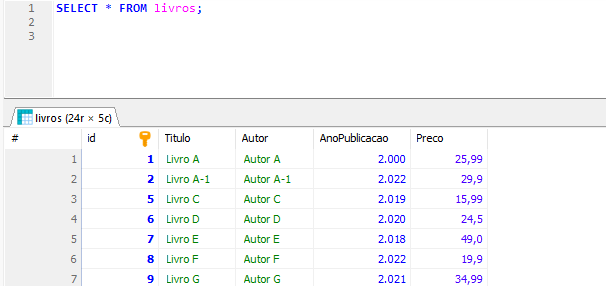 1 SELECT * FROM livros;
2
3
livros (24r × 5c)
# id Titulo Autor AnoPublicacao Preco
1 1 Livro A Autor A 2.000 25,99
2 2 Livro A-1 Autor A-1 2.022 29,9
3 5 Livro C Autor C 2.019 15,99
4 6 Livro D Autor D 2.020 24,5
5 7 Livro E Autor E 2.018 49,0
6 8 Livro F Autor F 2.022 19,9
7 9 Livro G Autor G 2.021 34,99